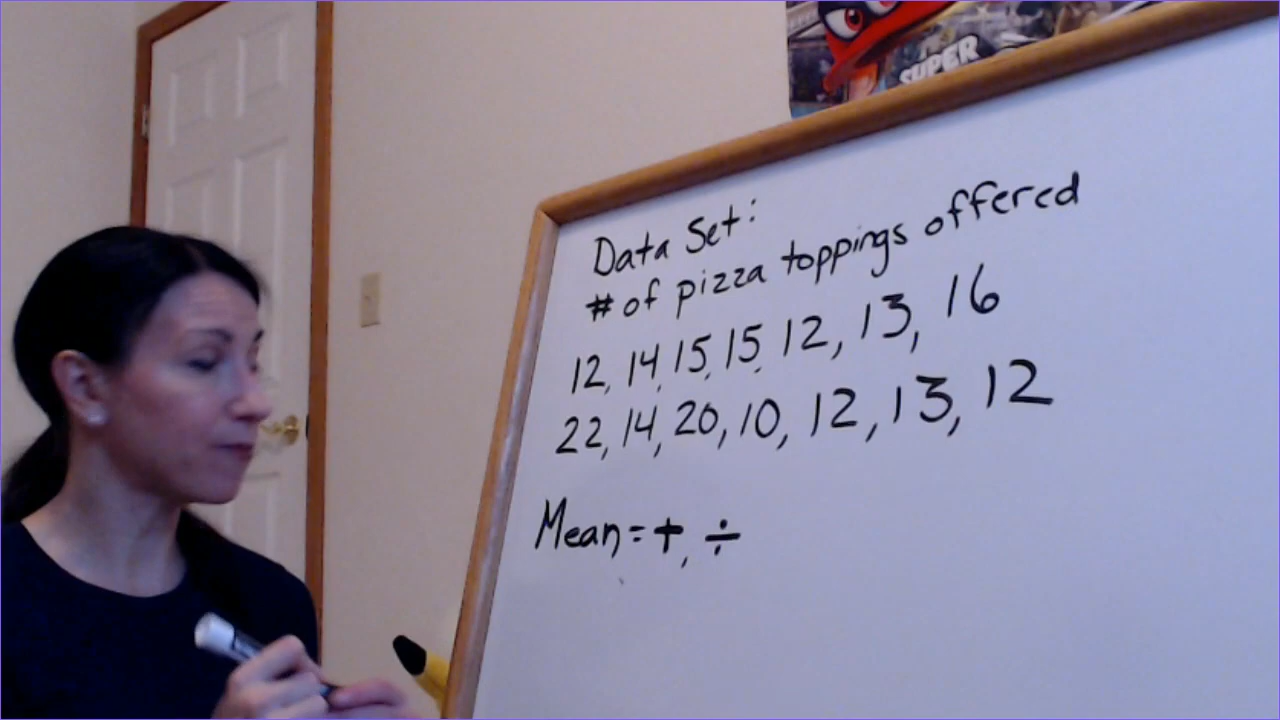 SUPER
Data Set:
# of pizza toppings offered
12, 14, 15, 15, 12, 13, 16
22, 14, 20, 10, 12, 13, 12
Mean = +, ÷